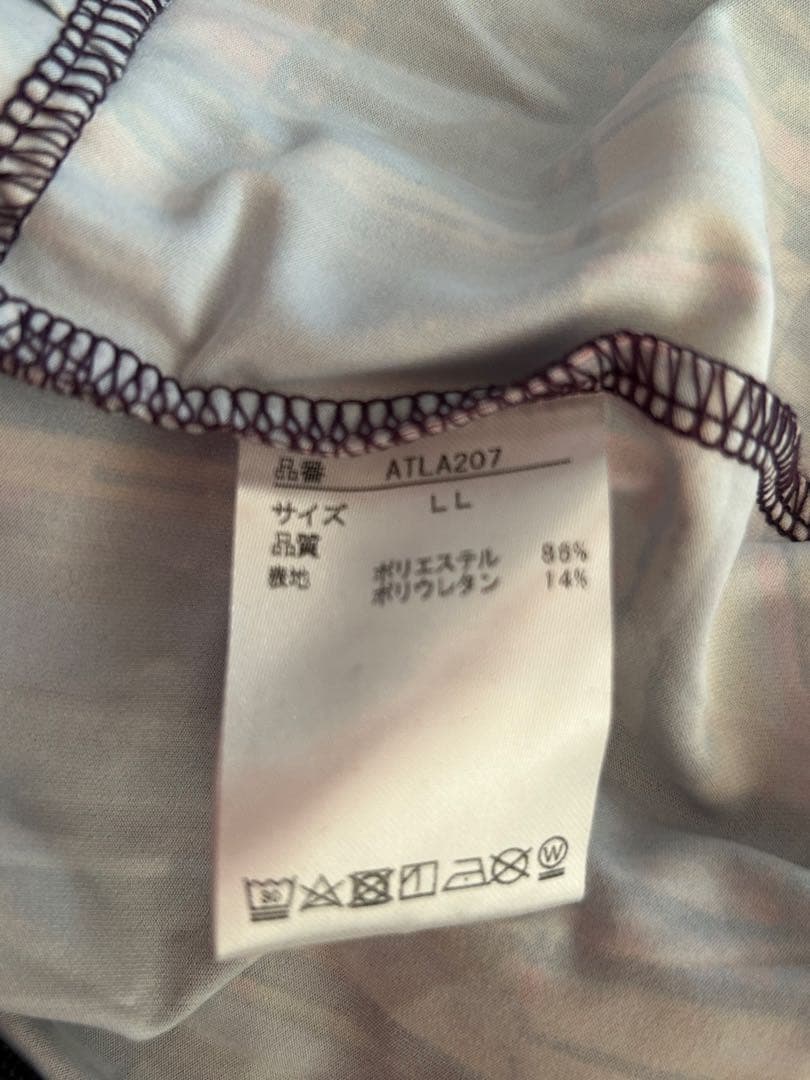 品番 ATLA207
サイズ LL
品質
表地 ポリエステル 86%
ポリウレタン 14%
30
W